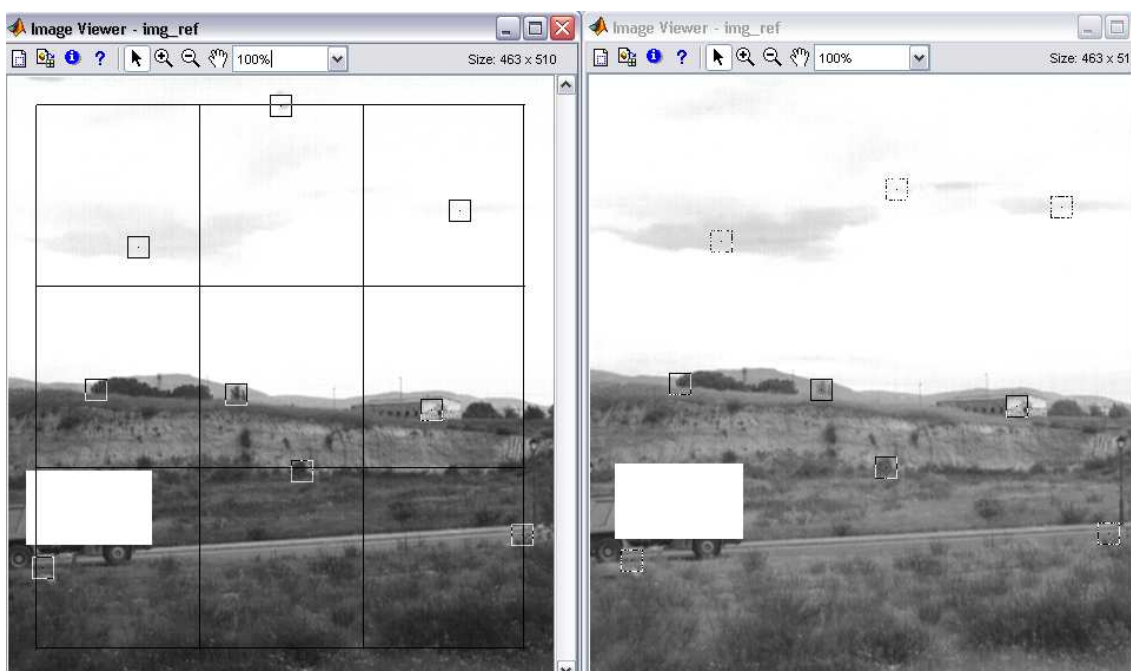 Image Viewer - img_ref
100%
Size: 463 x 510
Image Viewer - img_ref
100%
Size: 463 x 51